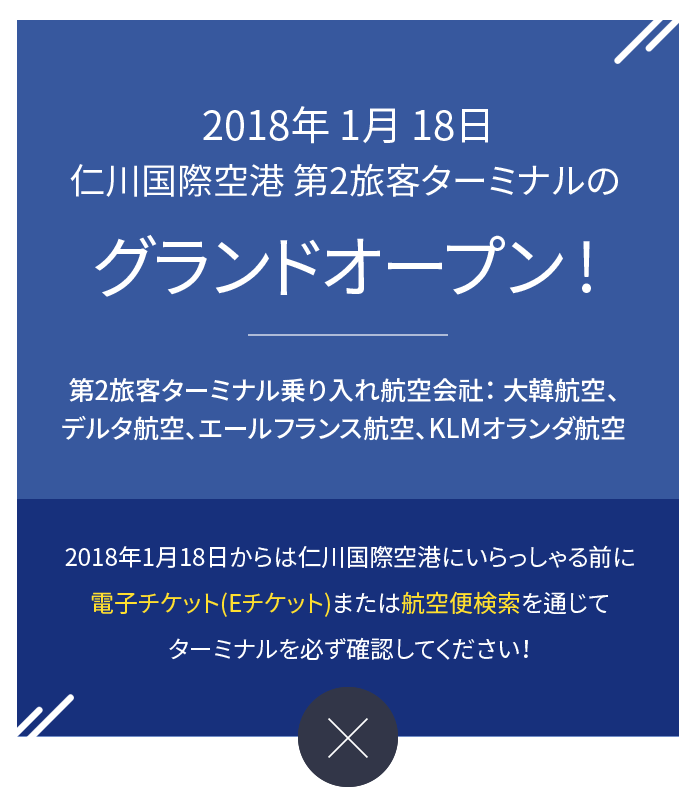 2018年 1月 18日
仁川国際空港 第2旅客ターミナルの
グランドオープン！
第2旅客ターミナル乗り入れ航空会社： 大韓航空、
デルタ航空、エールフランス航空、KLMオランダ航空
2018年1月18日からは仁川国際空港にいらっしゃる前に
電子チケット(Eチケット)または航空便検索を通じて
ターミナルを必ず確認してください！